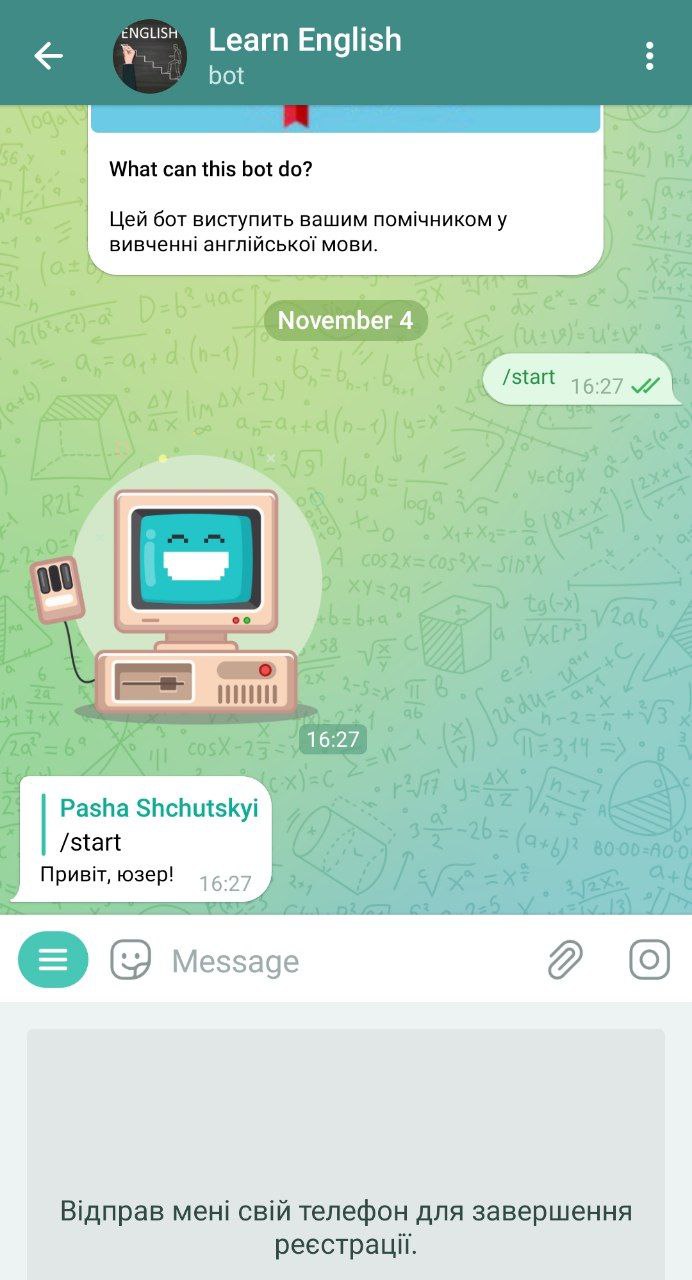 ENGLISH
Learn English
bot
What can this bot do?
Цей бот виступить вашим помічником у
вивченні англійської мови.
November 4
/start 16:27
16:27
Pasha Shchutskyi
/start
Привіт, юзер! 16:27
Message
Відправ мені свій телефон для завершення
реєстрації.